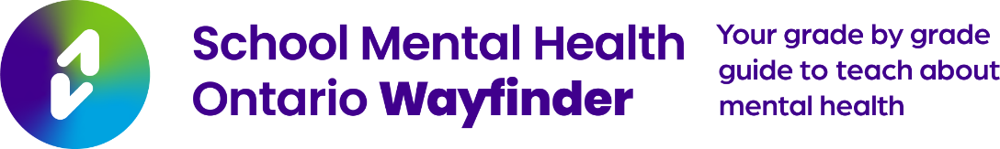 School Mental Health
Ontario Wayfinder
Your grade by grade
guide to teach about
mental health